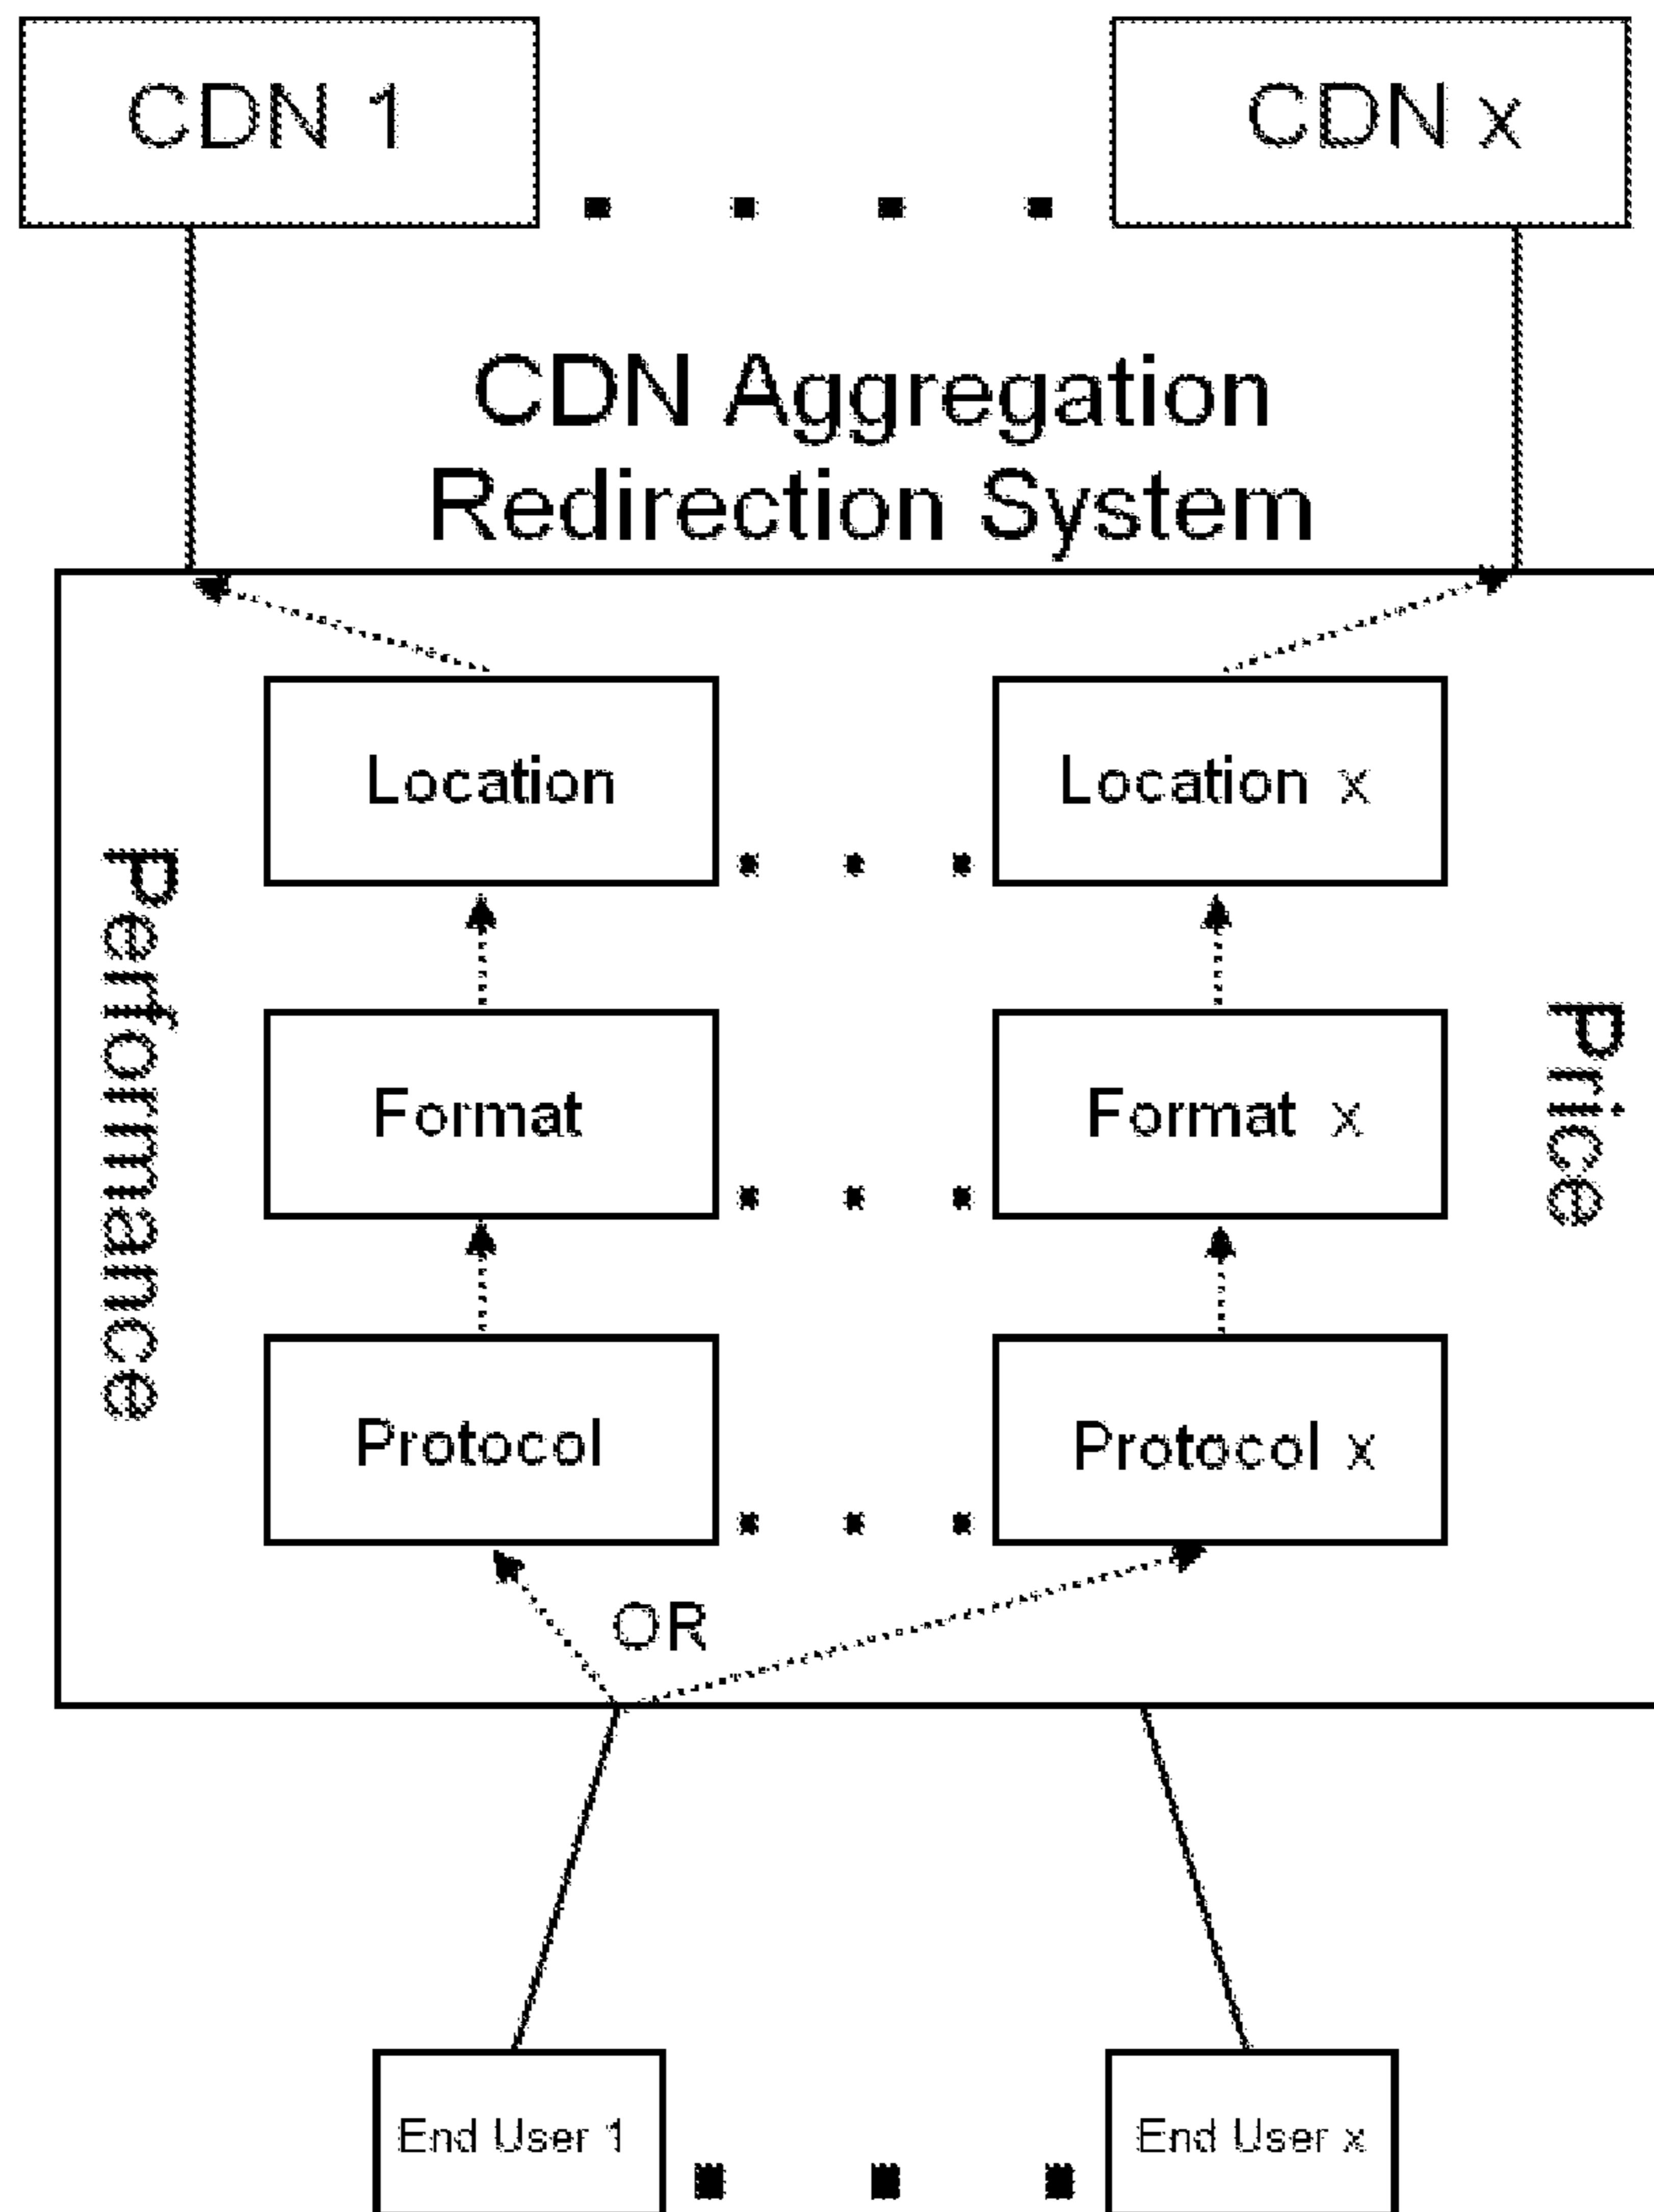 CDN 1
CDN x
CDN Aggregation
Redirection System
Location
Location x
Performance
Format
Format x
Price
Protocol
Protocol x
OR
End User 1
End User x